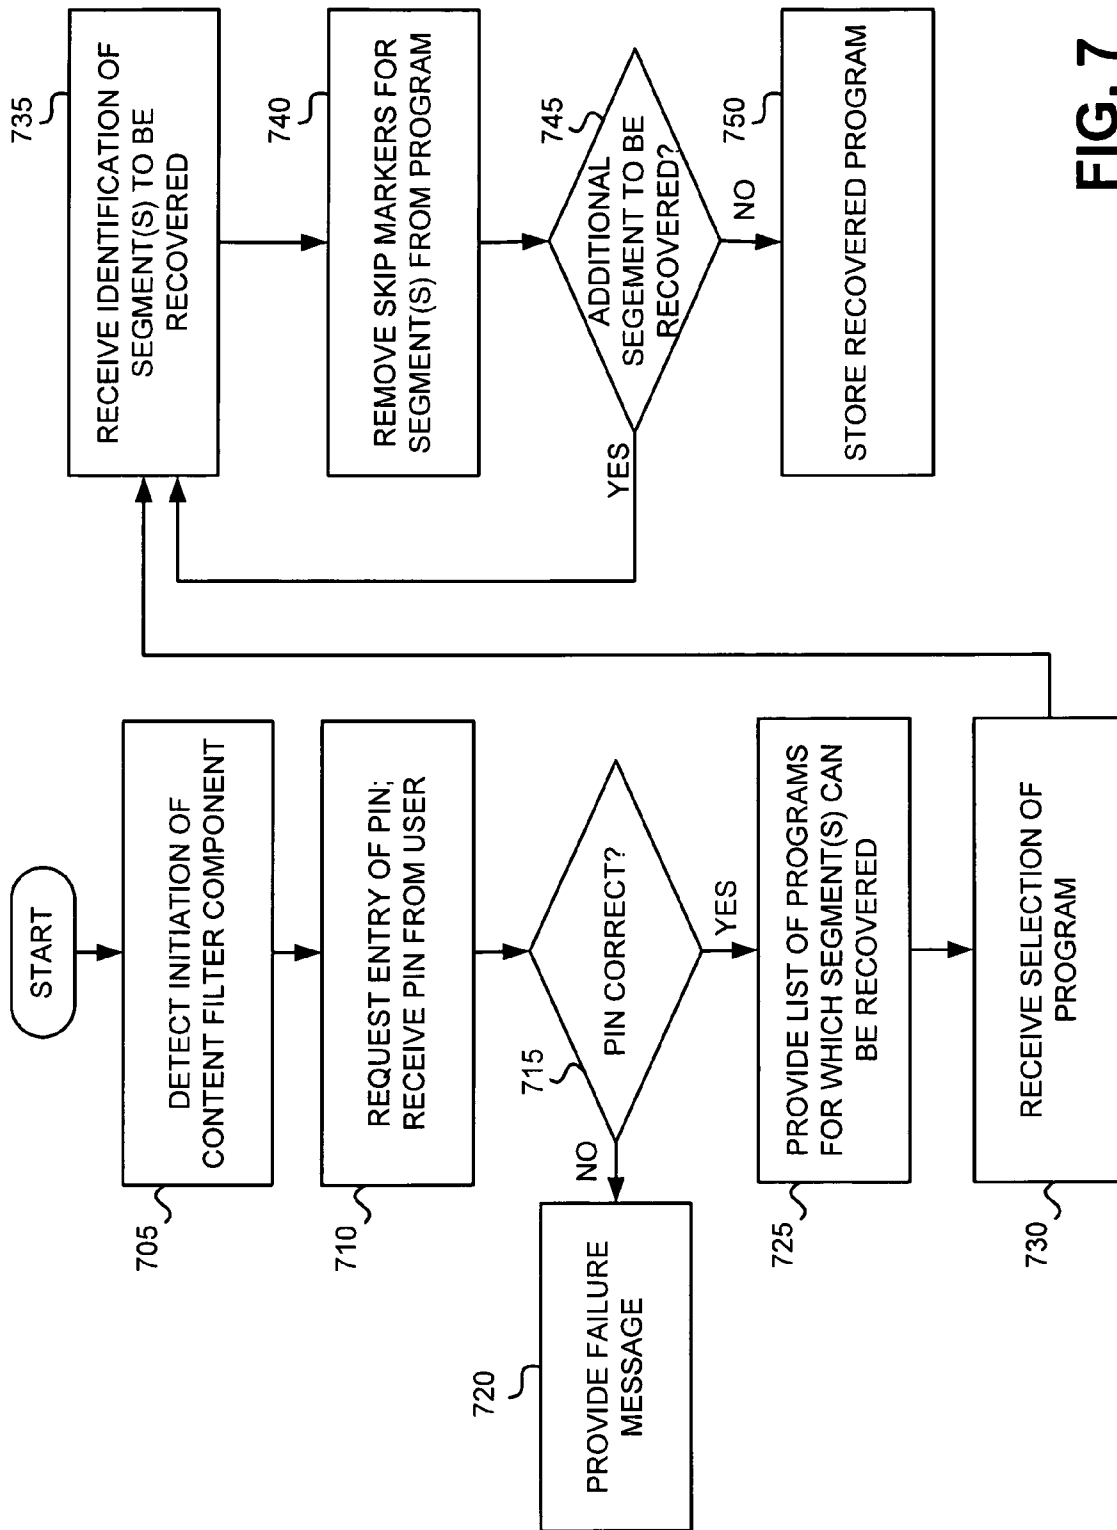 START
DETECT INITIATION OF
CONTENT FILTER COMPONENT
705
REQUEST ENTRY OF PIN;
RECEIVE PIN FROM USER
710
PIN CORRECT?
715
NO
YES
PROVIDE FAILURE
MESSAGE
720
PROVIDE LIST OF PROGRAMS
FOR WHICH SEGMENT(S) CAN
BE RECOVERED
725
RECEIVE SELECTION OF
PROGRAM
730
735
RECEIVE IDENTIFICATION OF
SEGMENT(S) TO BE
RECOVERED
740
REMOVE SKIP MARKERS FOR
SEGMENT(S) FROM PROGRAM
745
ADDITIONAL
SEGEMENT TO BE
RECOVERED?
YES
NO
750
STORE RECOVERED PROGRAM
FIG. 7